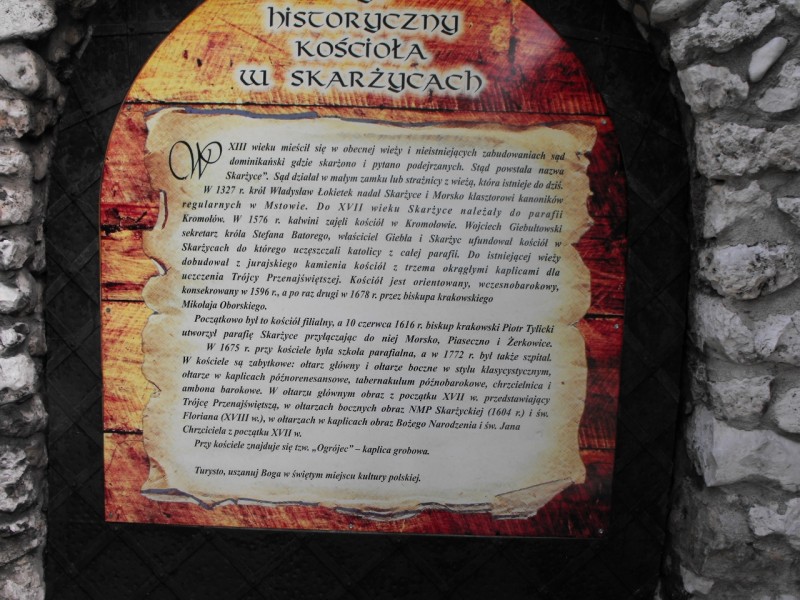 HISTORYCZNY
KOŚCIOŁA
W SKARŻYCACH
W XIII wieku mieścił się w obecnej wieży i nieistniejących zabudowaniach sąd
dominikański gdzie skarżono i pytano podejrzanych. Stąd powstała nazwa
Skarżyce". Sąd działał w małym zamku lub strażnicy z wieżą, która istnieje do dziś.
W 1327 r. król Władysław Łokietek nadał Skarżyce i Morsko klasztorowi kanoników
regularnych w Mstowie. Do XVII wieku Skarżyce należały do parafii
Kromołów. W 1576 r. kalwini zajęli kościół w Kromołowie. Wojciech Giebułtowski
sekretarz króla Stefana Batorego, właściciel Giebła i Skarżyc ufundował kościół w
Skarżycach do którego uczęszczali katolicy z całej parafii. Do istniejącej wieży
dobudował z jurajskiego kamienia kościół z trzema okrągłymi kaplicami dla
uczczenia Trójcy Przenajświętszej. Kościół jest orientowany, wczesnobarokowy,
konsekrowany w 1596 r., a po raz drugi w 1678 r. przez biskupa krakowskiego
Mikołaja Oborskiego.
Początkowo był to kościół filialny, a 10 czerwca 1616 r. biskup krakowski Piotr Tylicki
utworzył parafię Skarżyce przyłączając do niej Morsko, Piaseczno i Żerkowice.
W 1675 r. przy kościele była szkoła parafialna, a w 1772 r. był także szpital.
W kościele są zabytkowe: ołtarz główny i ołtarze boczne w stylu klasycystycznym,
ołtarze w kaplicach późnorenesansowe, tabernakulum późnobarokowe, chrzcielnica i
ambona barokowe. W ołtarzu głównym obraz z początku XVII w. przedstawiający
Trójcę Przenajświętszą, w ołtarzach bocznych obraz NMP Skarżyckiej (1604 r.) i św.
Floriana (XVIII w.), w ołtarzach w kaplicach obraz Bożego Narodzenia i św. Jana
Chrzciciela z początku XVII w.
Przy kościele znajduje się tzw. „Ogrójec" – kaplica grobowa.
Turysto, uszanuj Boga w świętym miejscu kultury polskiej.